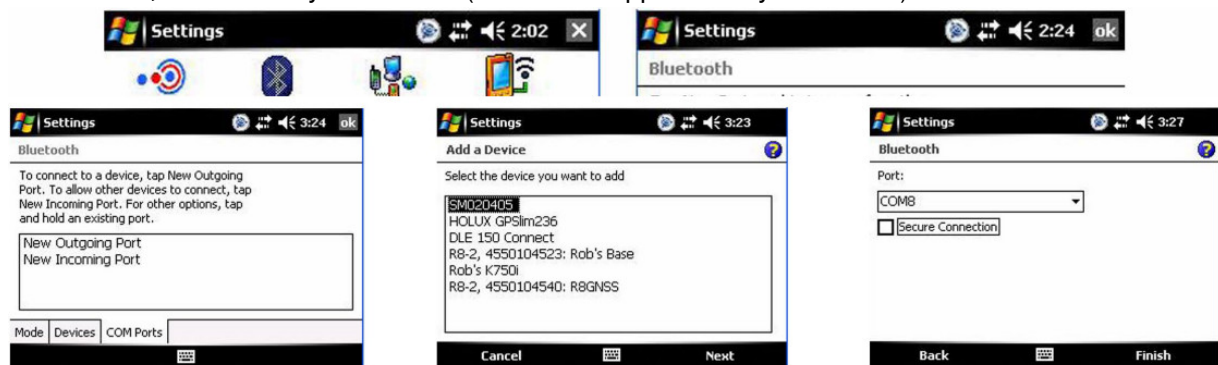 Settings 2:02
Settings 2:24 ok
Bluetooth
Settings 3:24 ok
Bluetooth
To connect to a device, tap New Outgoing
Port. To allow other devices to connect, tap
New Incoming Port. For other options, tap
and hold an existing port.
New Outgoing Port
New Incoming Port
Mode Devices COM Ports
Settings 3:23
Add a Device
Select the device you want to add
SM020405
HOLUX GPSlim236
DLE 150 Connect
R8-2, 4550104523: Rob's Base
Rob's K750i
R8-2, 4550104540: R8GNSS
Cancel Next
Settings 3:27
Bluetooth
Port:
COM8
Secure Connection
Back Finish